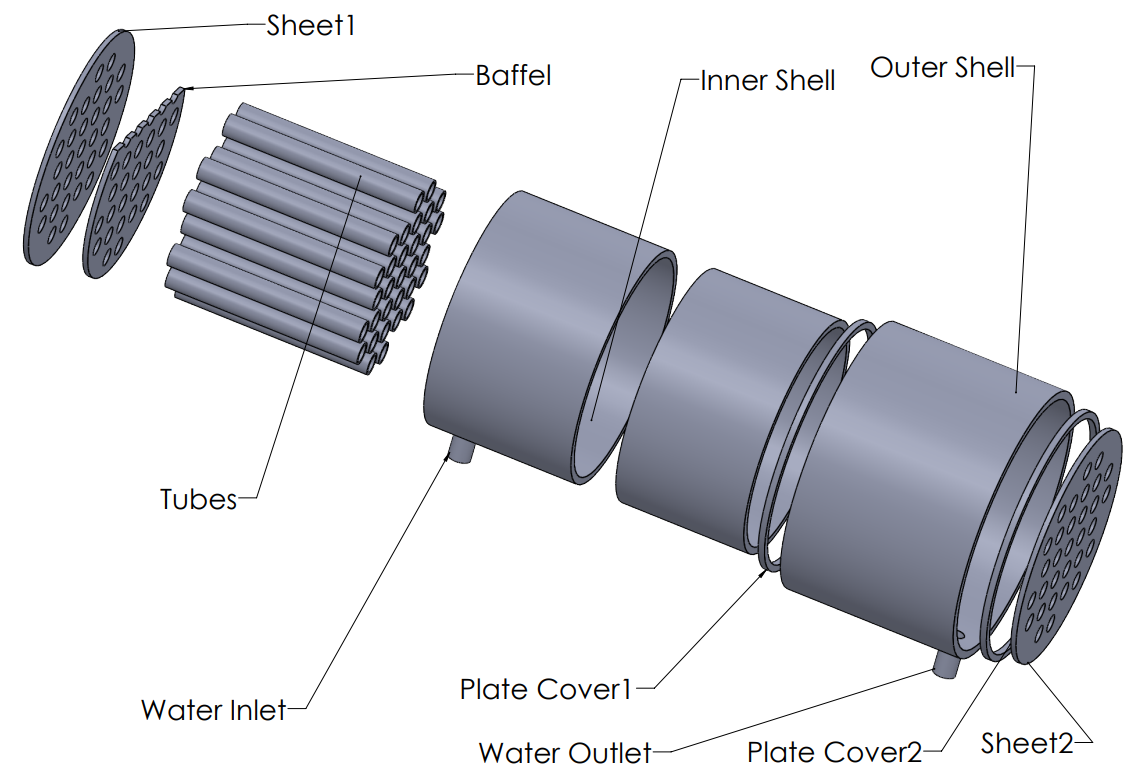 Sheet1
Baffel
Inner Shell
Outer Shell
Tubes
Water Inlet
Plate Cover1
Water Outlet
Plate Cover2
Sheet2